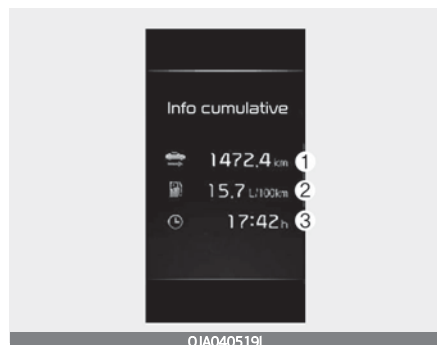 Info cumulative
1472.4 km ①
15.7 L/100km ②
17:42 h ③
OJA040519L